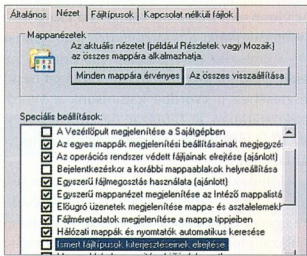 Általános
Nézet
Fájltípusok
Kapcsolat nélküli fájlok
Mappanézetek
Az aktuális nézetet (például Részletek vagy Mozaik)
az összes mappára alkalmazhatja.
Minden mappára érvényes
Az összes visszaállítása
Speciális beállítások:
A Vezérlőpult megjelenítése a Sajátgépben
Az egyes mappák megjelenítési beállításainak megjegyzé
Az operációs rendszer védett fájljainak elrejtése (ajánlott)
Bejelentkezéskor a korábbi mappaablakok helyreállítása
Egyszerű fájlmegosztás használata (ajánlott)
Egyszerű mappanézet megjelenítése az Intéző mappalistá
Előugró üzenetek megjelenítése mappa- és asztalelemekh
Fájlméretadatok megjelenítése a mappa tippjeiben
Hálózati mappák és nyomtatók automatikus keresése
Ismert fájltípusok kiterjesztéseinek elrejtése